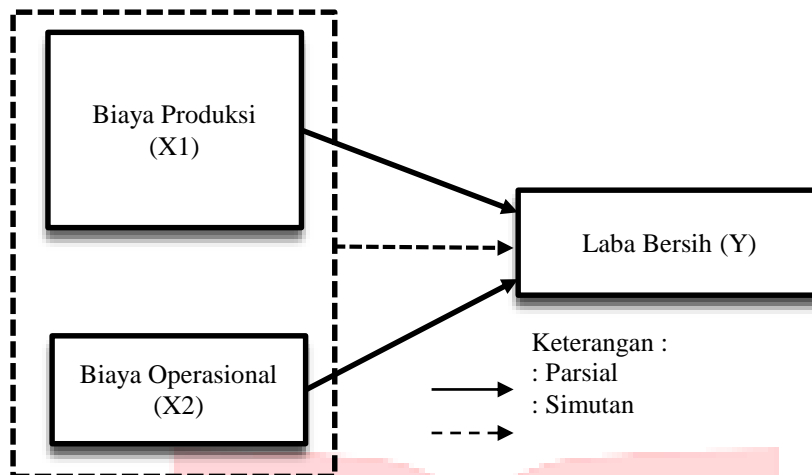 Biaya Produksi
(X1)
Laba Bersih (Y)
Biaya Operasional
(X2)
Keterangan :
: Parsial
: Simutan